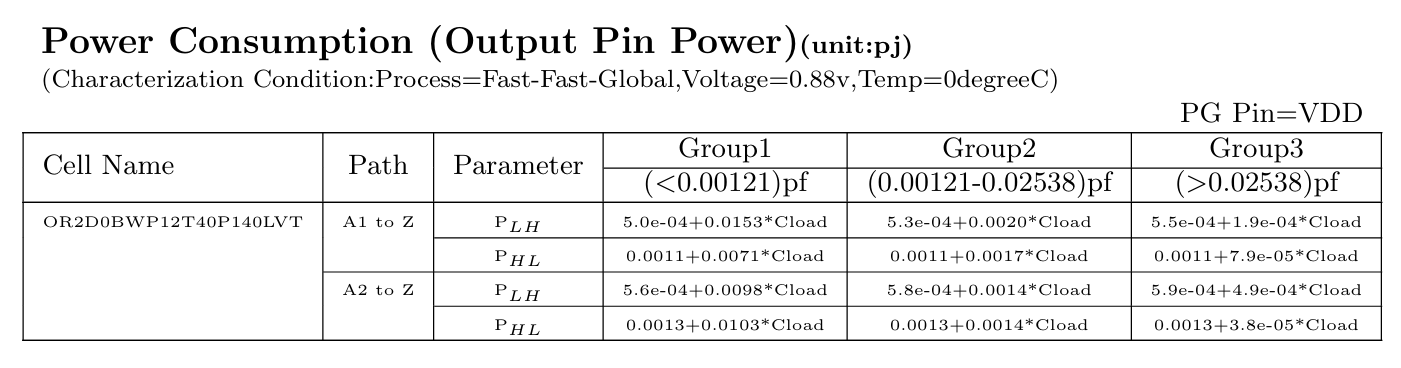 Power Consumption (Output Pin Power)(unit:pj)
(Characterization Condition:Process=Fast-Fast-Global,Voltage=0.88v,Temp=0degreeC)
PG Pin=VDD
Cell Name Path Parameter Group1 Group2 Group3
(<0.00121)pf (0.00121-0.02538)pf (>0.02538)pf
OR2D0BWP12T40P140LVT A1 to Z PLH 5.0e-04+0.0153*Cload 5.3e-04+0.0020*Cload 5.5e-04+1.9e-04*Cload
PHL 0.0011+0.0071*Cload 0.0011+0.0017*Cload 0.0011+7.9e-05*Cload
A2 to Z PLH 5.6e-04+0.0098*Cload 5.8e-04+0.0014*Cload 5.9e-04+4.9e-04*Cload
PHL 0.0013+0.0103*Cload 0.0013+0.0014*Cload 0.0013+3.8e-05*Cload